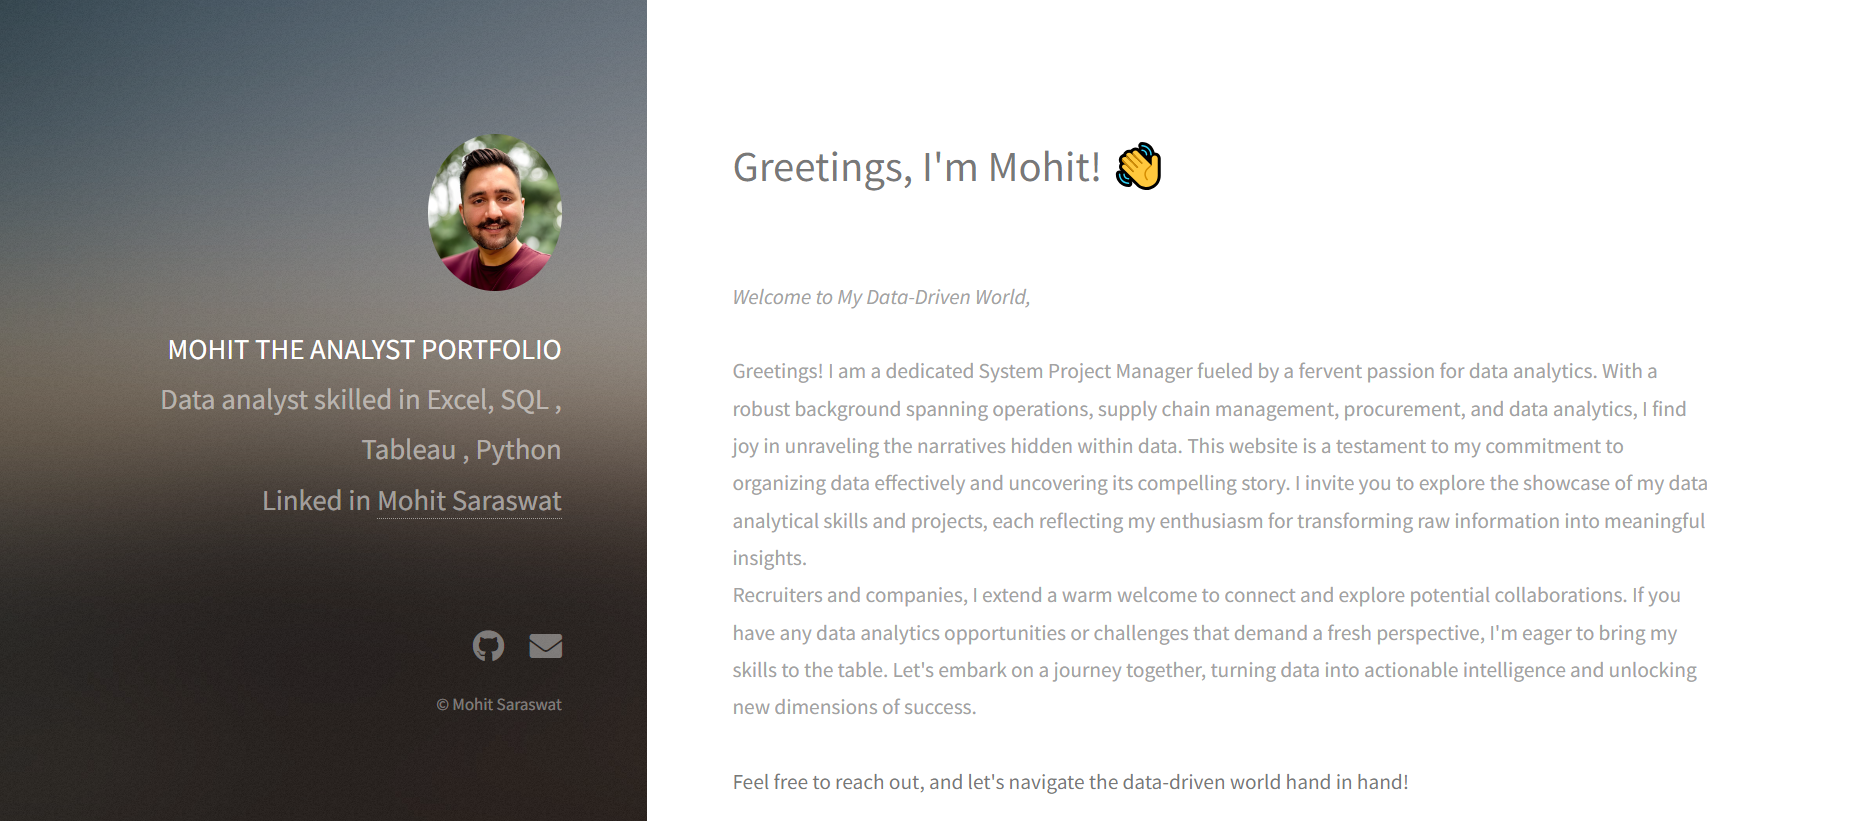 MOHIT THE ANALYST PORTFOLIO
Data analyst skilled in Excel, SQL ,
Tableau , Python
Linked in Mohit Saraswat
© Mohit Saraswat
Greetings, I'm Mohit! 👋
Welcome to My Data-Driven World,
Greetings! I am a dedicated System Project Manager fueled by a fervent passion for data analytics. With a
robust background spanning operations, supply chain management, procurement, and data analytics, I find
joy in unraveling the narratives hidden within data. This website is a testament to my commitment to
organizing data effectively and uncovering its compelling story. I invite you to explore the showcase of my data
analytical skills and projects, each reflecting my enthusiasm for transforming raw information into meaningful
insights.
Recruiters and companies, I extend a warm welcome to connect and explore potential collaborations. If you
have any data analytics opportunities or challenges that demand a fresh perspective, I'm eager to bring my
skills to the table. Let's embark on a journey together, turning data into actionable intelligence and unlocking
new dimensions of success.
Feel free to reach out, and let's navigate the data-driven world hand in hand!